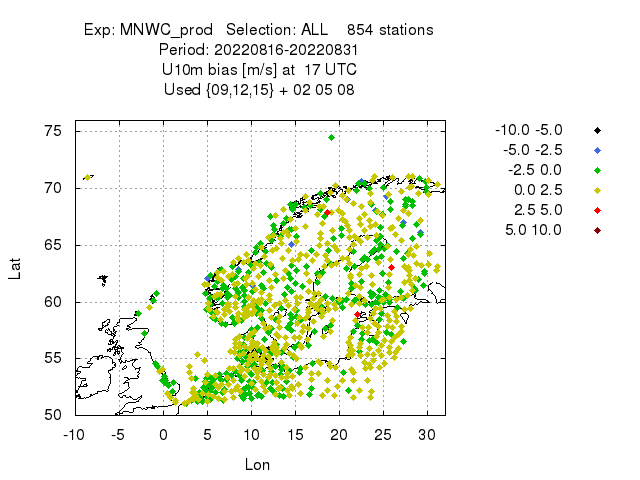 Exp: MNWC_prod   Selection: ALL    854 stations
Period: 20220816-20220831
U10m bias [m/s] at  17 UTC
Used {09,12,15} + 02 05 08
-10.0 -5.0
-5.0 -2.5
-2.5 0.0
0.0 2.5
2.5 5.0
5.0 10.0
75
70
65
60
55
50
Lat
-10 -5 0 5 10 15 20 25 30
Lon